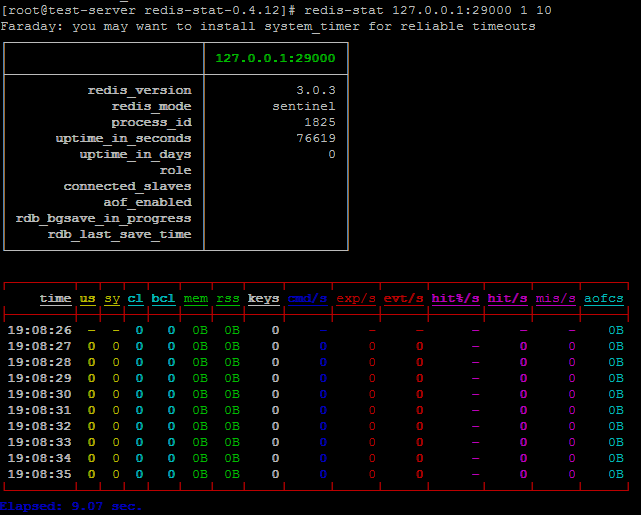 [root@test-server redis-stat-0.4.12]# redis-stat 127.0.0.1:29000 1 10
Faraday: you may want to install system_timer for reliable timeouts
127.0.0.1:29000
redis_version 3.0.3
redis_mode sentinel
process_id 1825
uptime_in_seconds 76619
uptime_in_days 0
role
connected_slaves
aof_enabled
rdb_bgsave_in_progress
rdb_last_save_time
time us sy cl bcl mem rss keys cmd/s exp/s evt/s hit%/s hit/s mis/s aofcs
19:08:26 – – 0 0 0B 0B 0 – – – – – – 0B
19:08:27 0 0 0 0 0B 0B 0 0 0 0 – 0 0 0B
19:08:28 0 0 0 0 0B 0B 0 0 0 0 – 0 0 0B
19:08:29 0 0 0 0 0B 0B 0 0 0 0 – 0 0 0B
19:08:30 0 0 0 0 0B 0B 0 0 0 0 – 0 0 0B
19:08:31 0 0 0 0 0B 0B 0 0 0 0 – 0 0 0B
19:08:32 0 0 0 0 0B 0B 0 0 0 0 – 0 0 0B
19:08:33 0 0 0 0 0B 0B 0 0 0 0 – 0 0 0B
19:08:34 0 0 0 0 0B 0B 0 0 0 0 – 0 0 0B
19:08:35 0 0 0 0 0B 0B 0 0 0 0 – 0 0 0B
Elapsed: 9.07 sec.